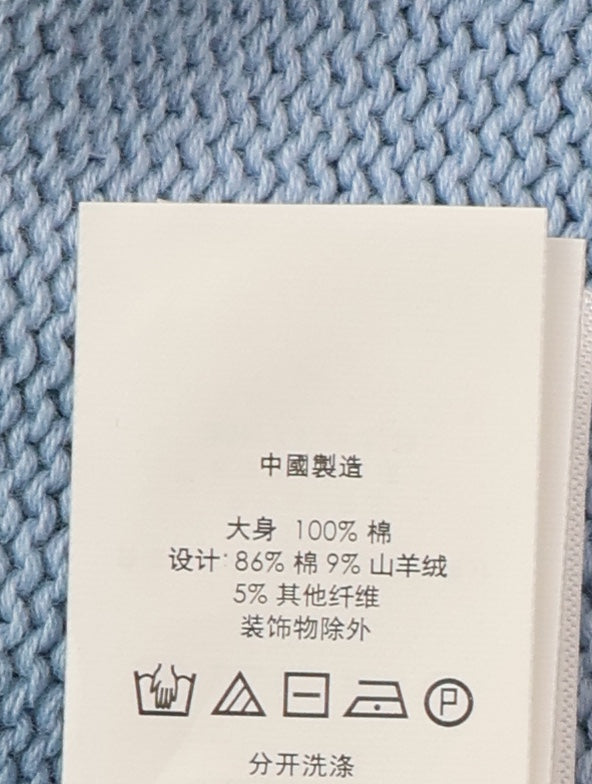 中國製造
大身 100% 棉
设计: 86% 棉 9% 山羊绒
5% 其他纤维
装饰物除外
P
分开洗涤